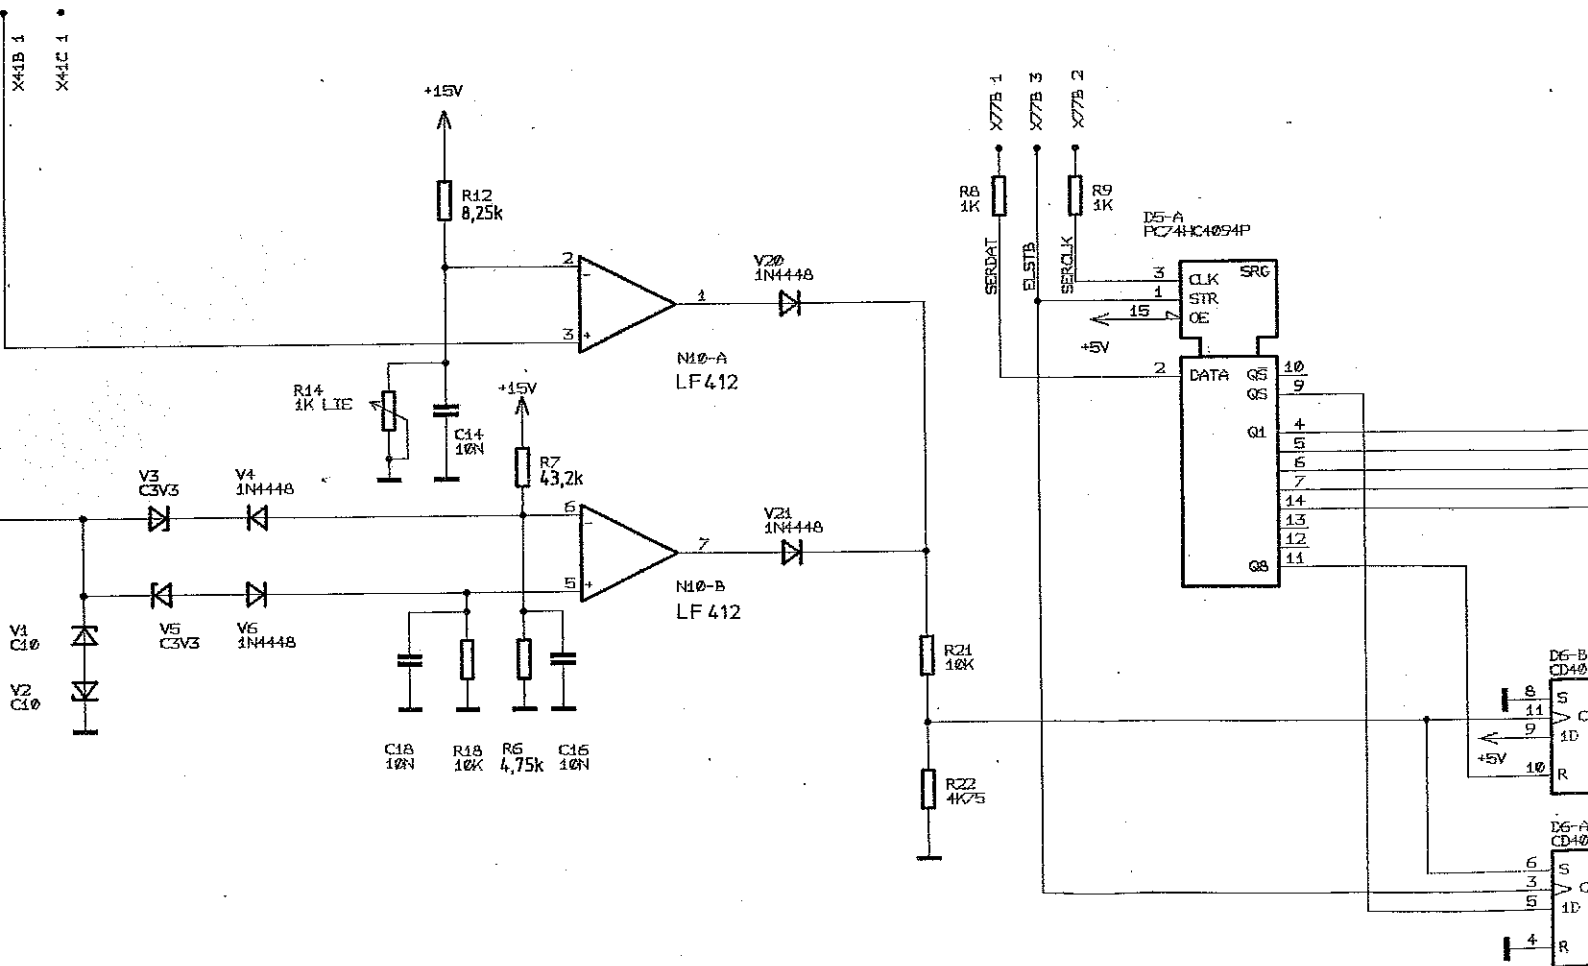 X41B 1
X41C 1
+15V
R12
8,25k
2
-
3
+
1
N10-A
LF412
V20
1N4448
R14
1K LIE
C14
10N
+15V
R7
43,2k
V3
C3V3
V4
1N4448
6
-
5
+
7
N10-B
LF412
V21
1N4448
V1
C10
V2
C10
V5
C3V3
V6
1N4448
C18
10N
R18
10K
R6
4,75k
C16
10N
R21
10K
R22
4K75
X77B 1
X77B 3
X77B 2
R8
1K
R9
1K
SERDAT
ELSTB
SERCLK
D5-A
PC74HC4094P
3
CLK
SRG
1
STR
15
OE
+5V
2
DATA
QS
10
QS
9
Q1
4
5
6
7
14
13
12
Q8
11
D6-B
CD40
8
S
11
C
9
1D
+5V
10
R
D6-A
CD40
6
S
3
C
5
1D
4
R